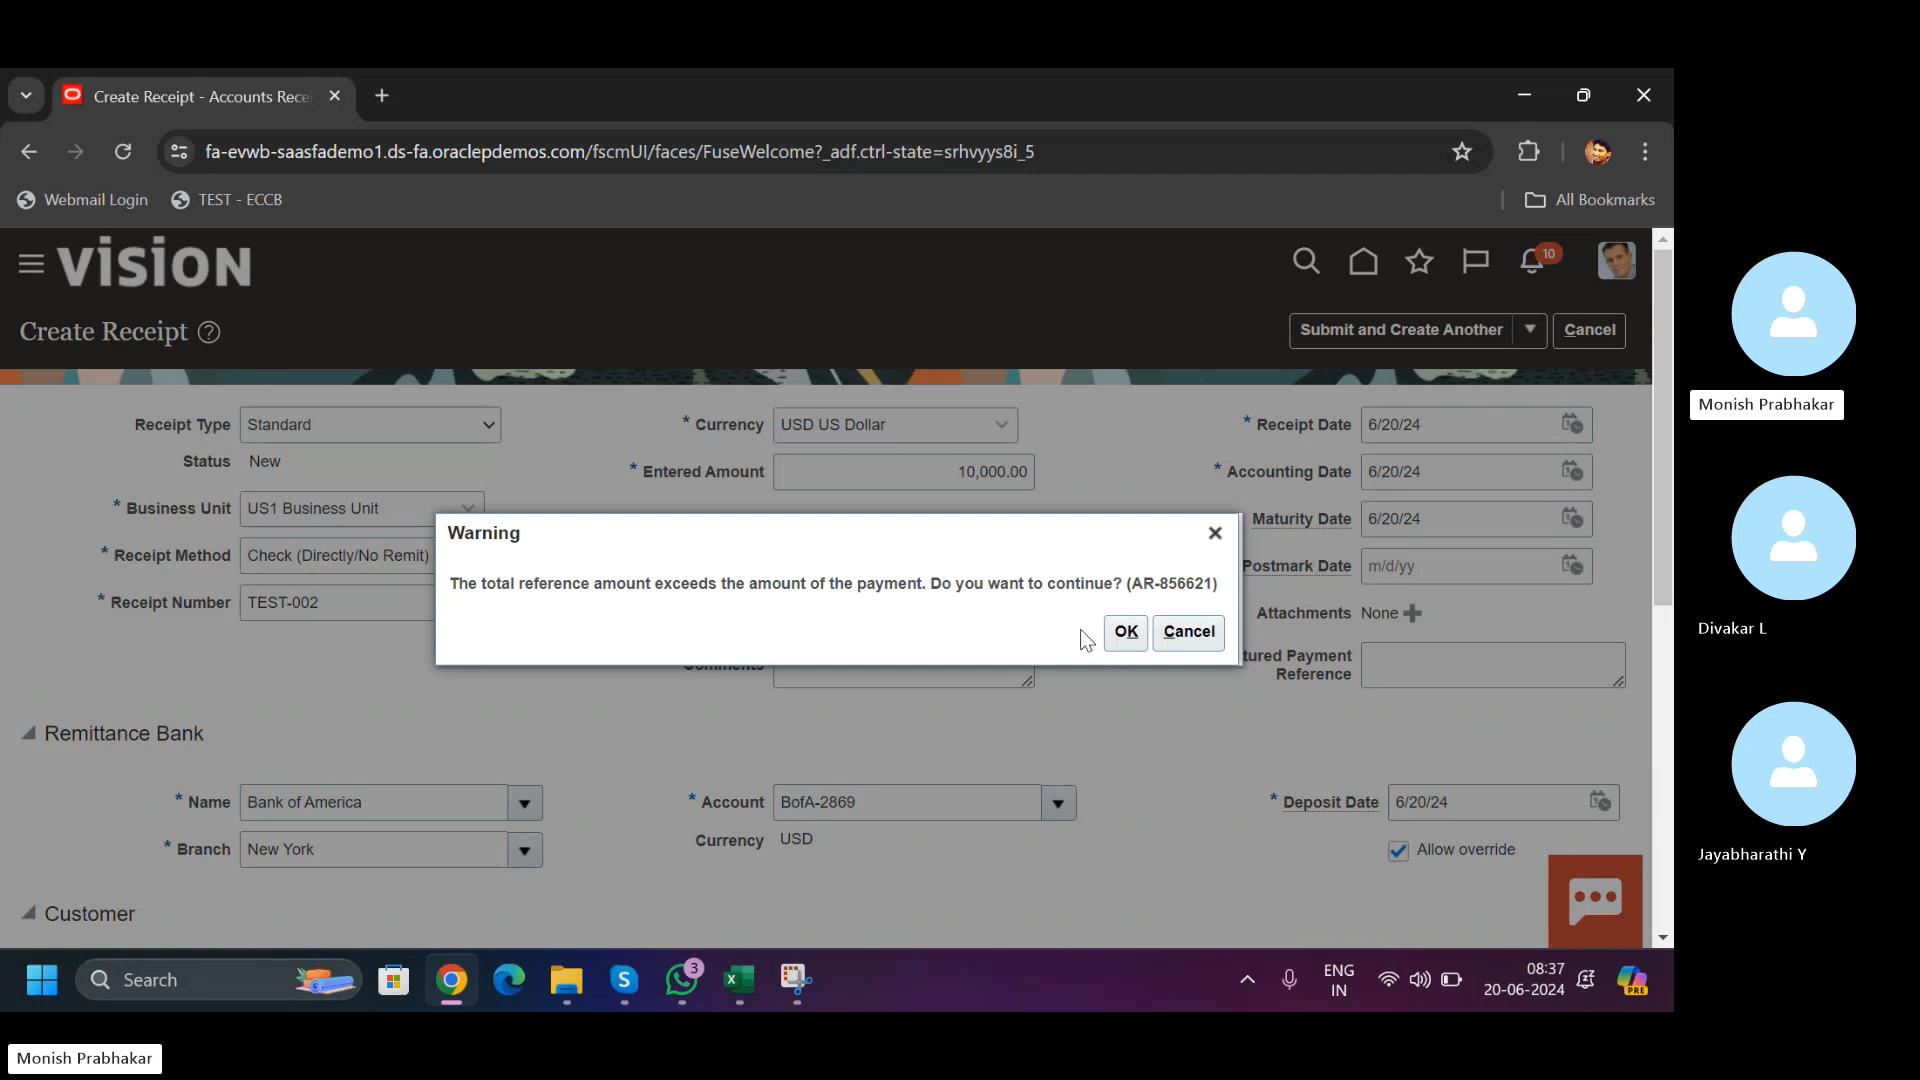 Create Receipt - Accounts Rece
fa-evwb-saasfademo1.ds-fa.oraclepdemos.com/fscmUI/faces/FuseWelcome?_adf.ctrl-state=srhvyys8i_5
Webmail Login
TEST - ECCB
All Bookmarks
VISION
10
Create Receipt
Submit and Create Another
Cancel
Receipt Type Standard
* Currency USD US Dollar
* Receipt Date 6/20/24
Status New
* Entered Amount 10,000.00
* Accounting Date 6/20/24
* Business Unit US1 Business Unit
Maturity Date 6/20/24
* Receipt Method Check (Directly/No Remit)
Postmark Date m/d/yy
* Receipt Number TEST-002
Attachments None
Warning
The total reference amount exceeds the amount of the payment. Do you want to continue? (AR-856621)
OK
Cancel
Comments
tured Payment
Reference
Remittance Bank
* Name Bank of America
* Account BofA-2869
* Deposit Date 6/20/24
* Branch New York
Currency USD
Allow override
Customer
Search
3
PRE
ENG
IN
08:37
20-06-2024
Monish Prabhakar
Divakar L
Jayabharathi Y
Monish Prabhakar